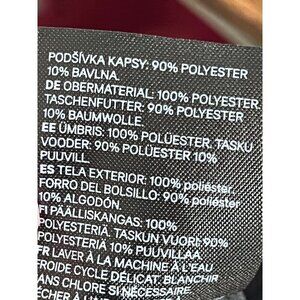 PODŠÍVKA KAPSY: 90% POLYESTER
10% BAVLNA.
DE OBERMATERIAL: 100% POLYESTER.
TASCHENFUTTER: 90% POLYESTER
10% BAUMWOLLE.
EE ÜMBRIS: 100% POLÜESTER, TASKU
VOODER: 90% POLÜESTER 10%
PUUVILL.
ES TELA EXTERIOR: 100% poliéster.
FORRO DEL BOLSILLO: 90% poliéster
10% ALGODÓN.
FI PÄÄLLISKANGAS: 100%
POLYESTERIÄ. TASKUN VUORI: 90%
POLYESTERIÄ 10% PUUVILLAA.
FR LAVER À LA MACHINE À L'EAU
FROIDE CYCLE DÉLICAT. BLANCHIR
SANS CHLORE SI NÉCESSAIRE.
SÉCHER À